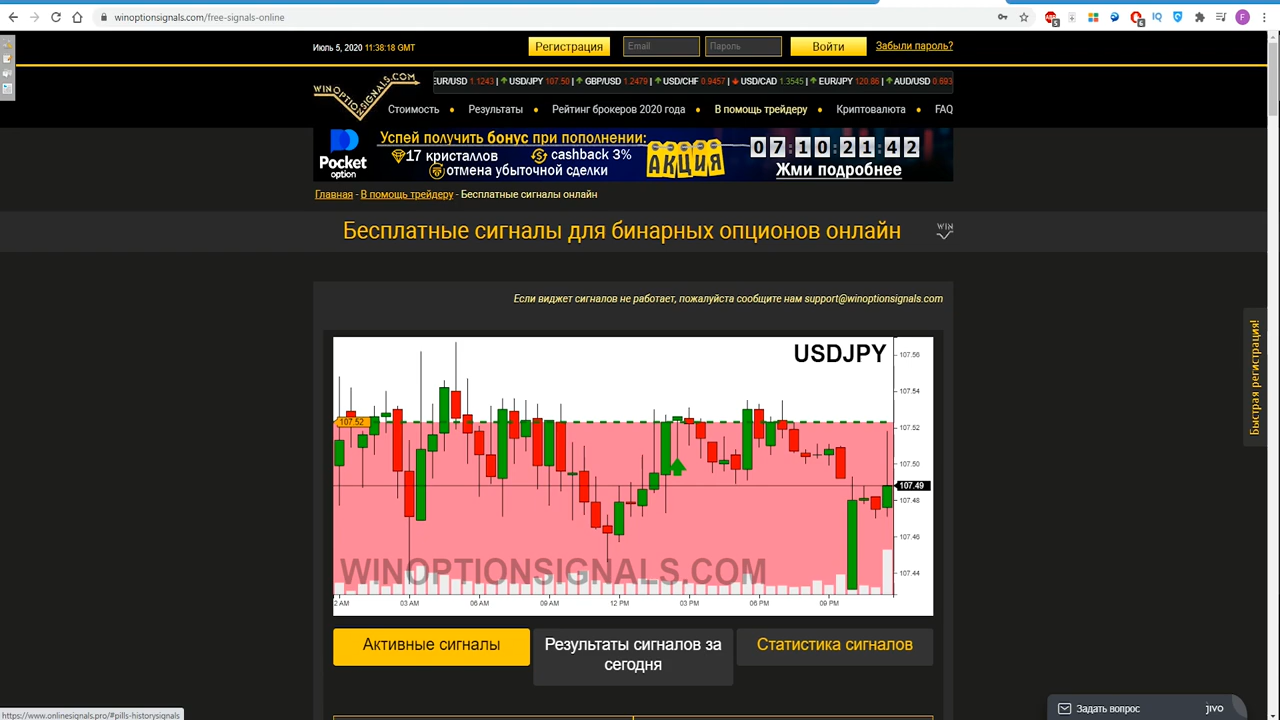 winoptionsignals.com/free-signals-online
Июль 5, 2020 11:38:18 GMT
Регистрация
Email
Пароль
Войти
Забыли пароль?
WINOPTIONSIGNALS.COM
EUR/USD 1.1243 | USD/JPY 107.50 | GBP/USD 1.2479 | USD/CHF 0.9457 | USD/CAD 1.3545 | EUR/JPY 120.86 | AUD/USD 0.693
Стоимость
Результаты
Рейтинг брокеров 2020 года
В помощь трейдеру
Криптовалюта
FAQ
Pocket
option
Успей получить бонус при пополнении:
17 кристаллов
cashback 3%
отмена убыточной сделки
АКЦИЯ
07:10:21:42
Жми подробнее
Главная - В помощь трейдеру - Бесплатные сигналы онлайн
Бесплатные сигналы для бинарных опционов онлайн
WIN
Если виджет сигналов не работает, пожалуйста сообщите нам support@winoptionsignals.com
Быстрая регистрация!
USDJPY
107.56
107.54
107.52
107.52
107.50
107.49
107.48
107.46
107.44
WINOPTIONSIGNALS.COM
2 AM
03 AM
06 AM
09 AM
12 PM
03 PM
06 PM
09 PM
Активные сигналы
Результаты сигналов за
сегодня
Статистика сигналов
https://www.onlinesignals.pro/#pills-historysignals
Задать вопрос
jivo